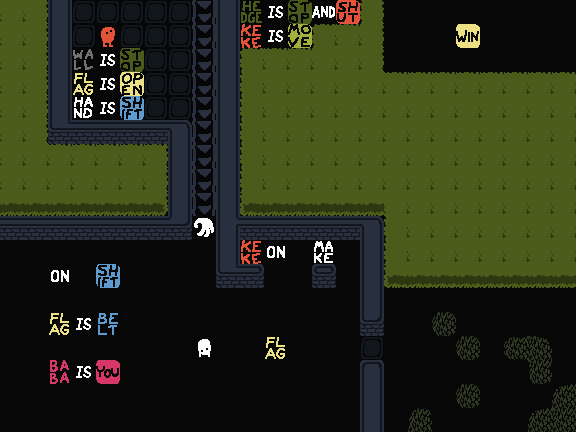 HEDGE IS STOP AND SHUT
KEKE IS MOVE
WIN
WALL IS STOP
FLAG IS OPEN
HAND IS SHIFT
KEKE ON MAKE
ON SHIFT
FLAG IS BELT
FLAG
BABA IS YOU